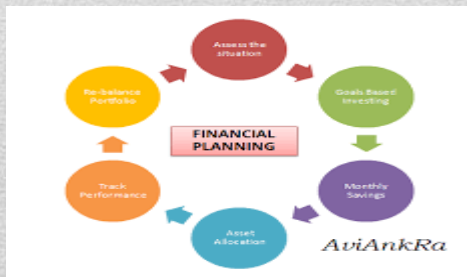 Assess the
situation
Goals Based
Investing
Monthly
Savings
Asset
Allocation
Track
Performance
Re-balance
Portfolio
FINANCIAL
PLANNING
AviAnkRa